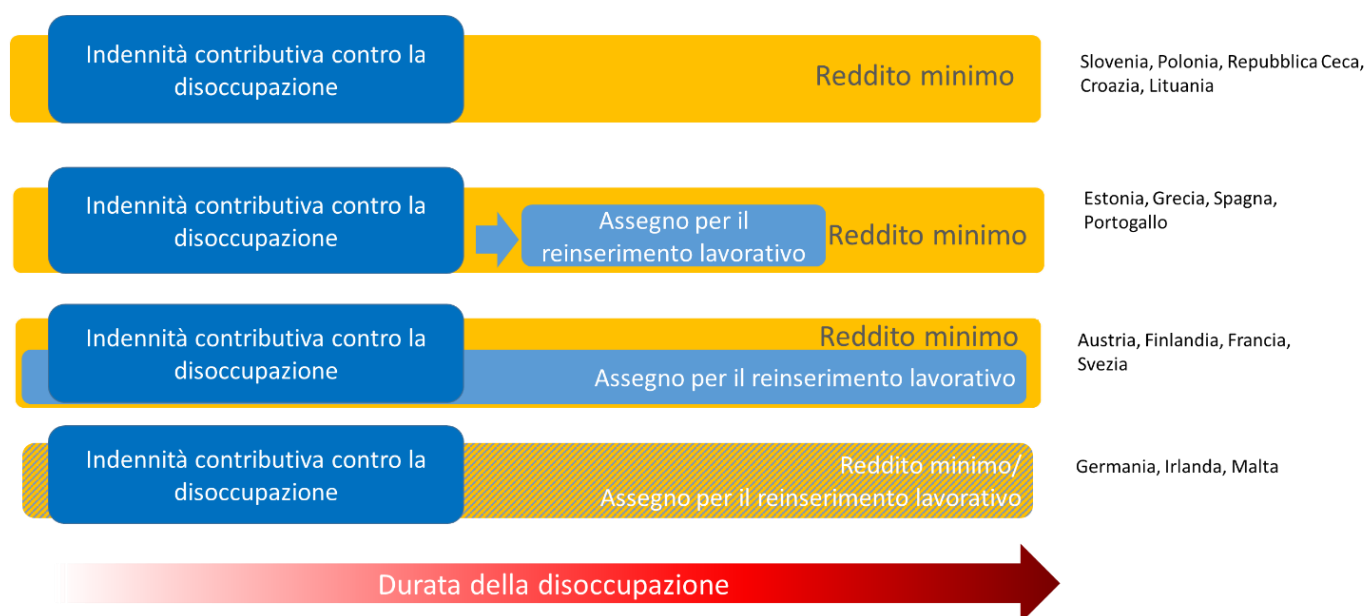 Indennità contributiva contro la
disoccupazione
Reddito minimo
Slovenia, Polonia, Repubblica Ceca,
Croazia, Lituania
Indennità contributiva contro la
disoccupazione
Assegno per il
reinserimento lavorativo
Reddito minimo
Estonia, Grecia, Spagna,
Portogallo
Indennità contributiva contro la
disoccupazione
Reddito minimo
Assegno per il reinserimento lavorativo
Austria, Finlandia, Francia,
Svezia
Indennità contributiva contro la
disoccupazione
Reddito minimo/
Assegno per il reinserimento lavorativo
Germania, Irlanda, Malta
Durata della disoccupazione